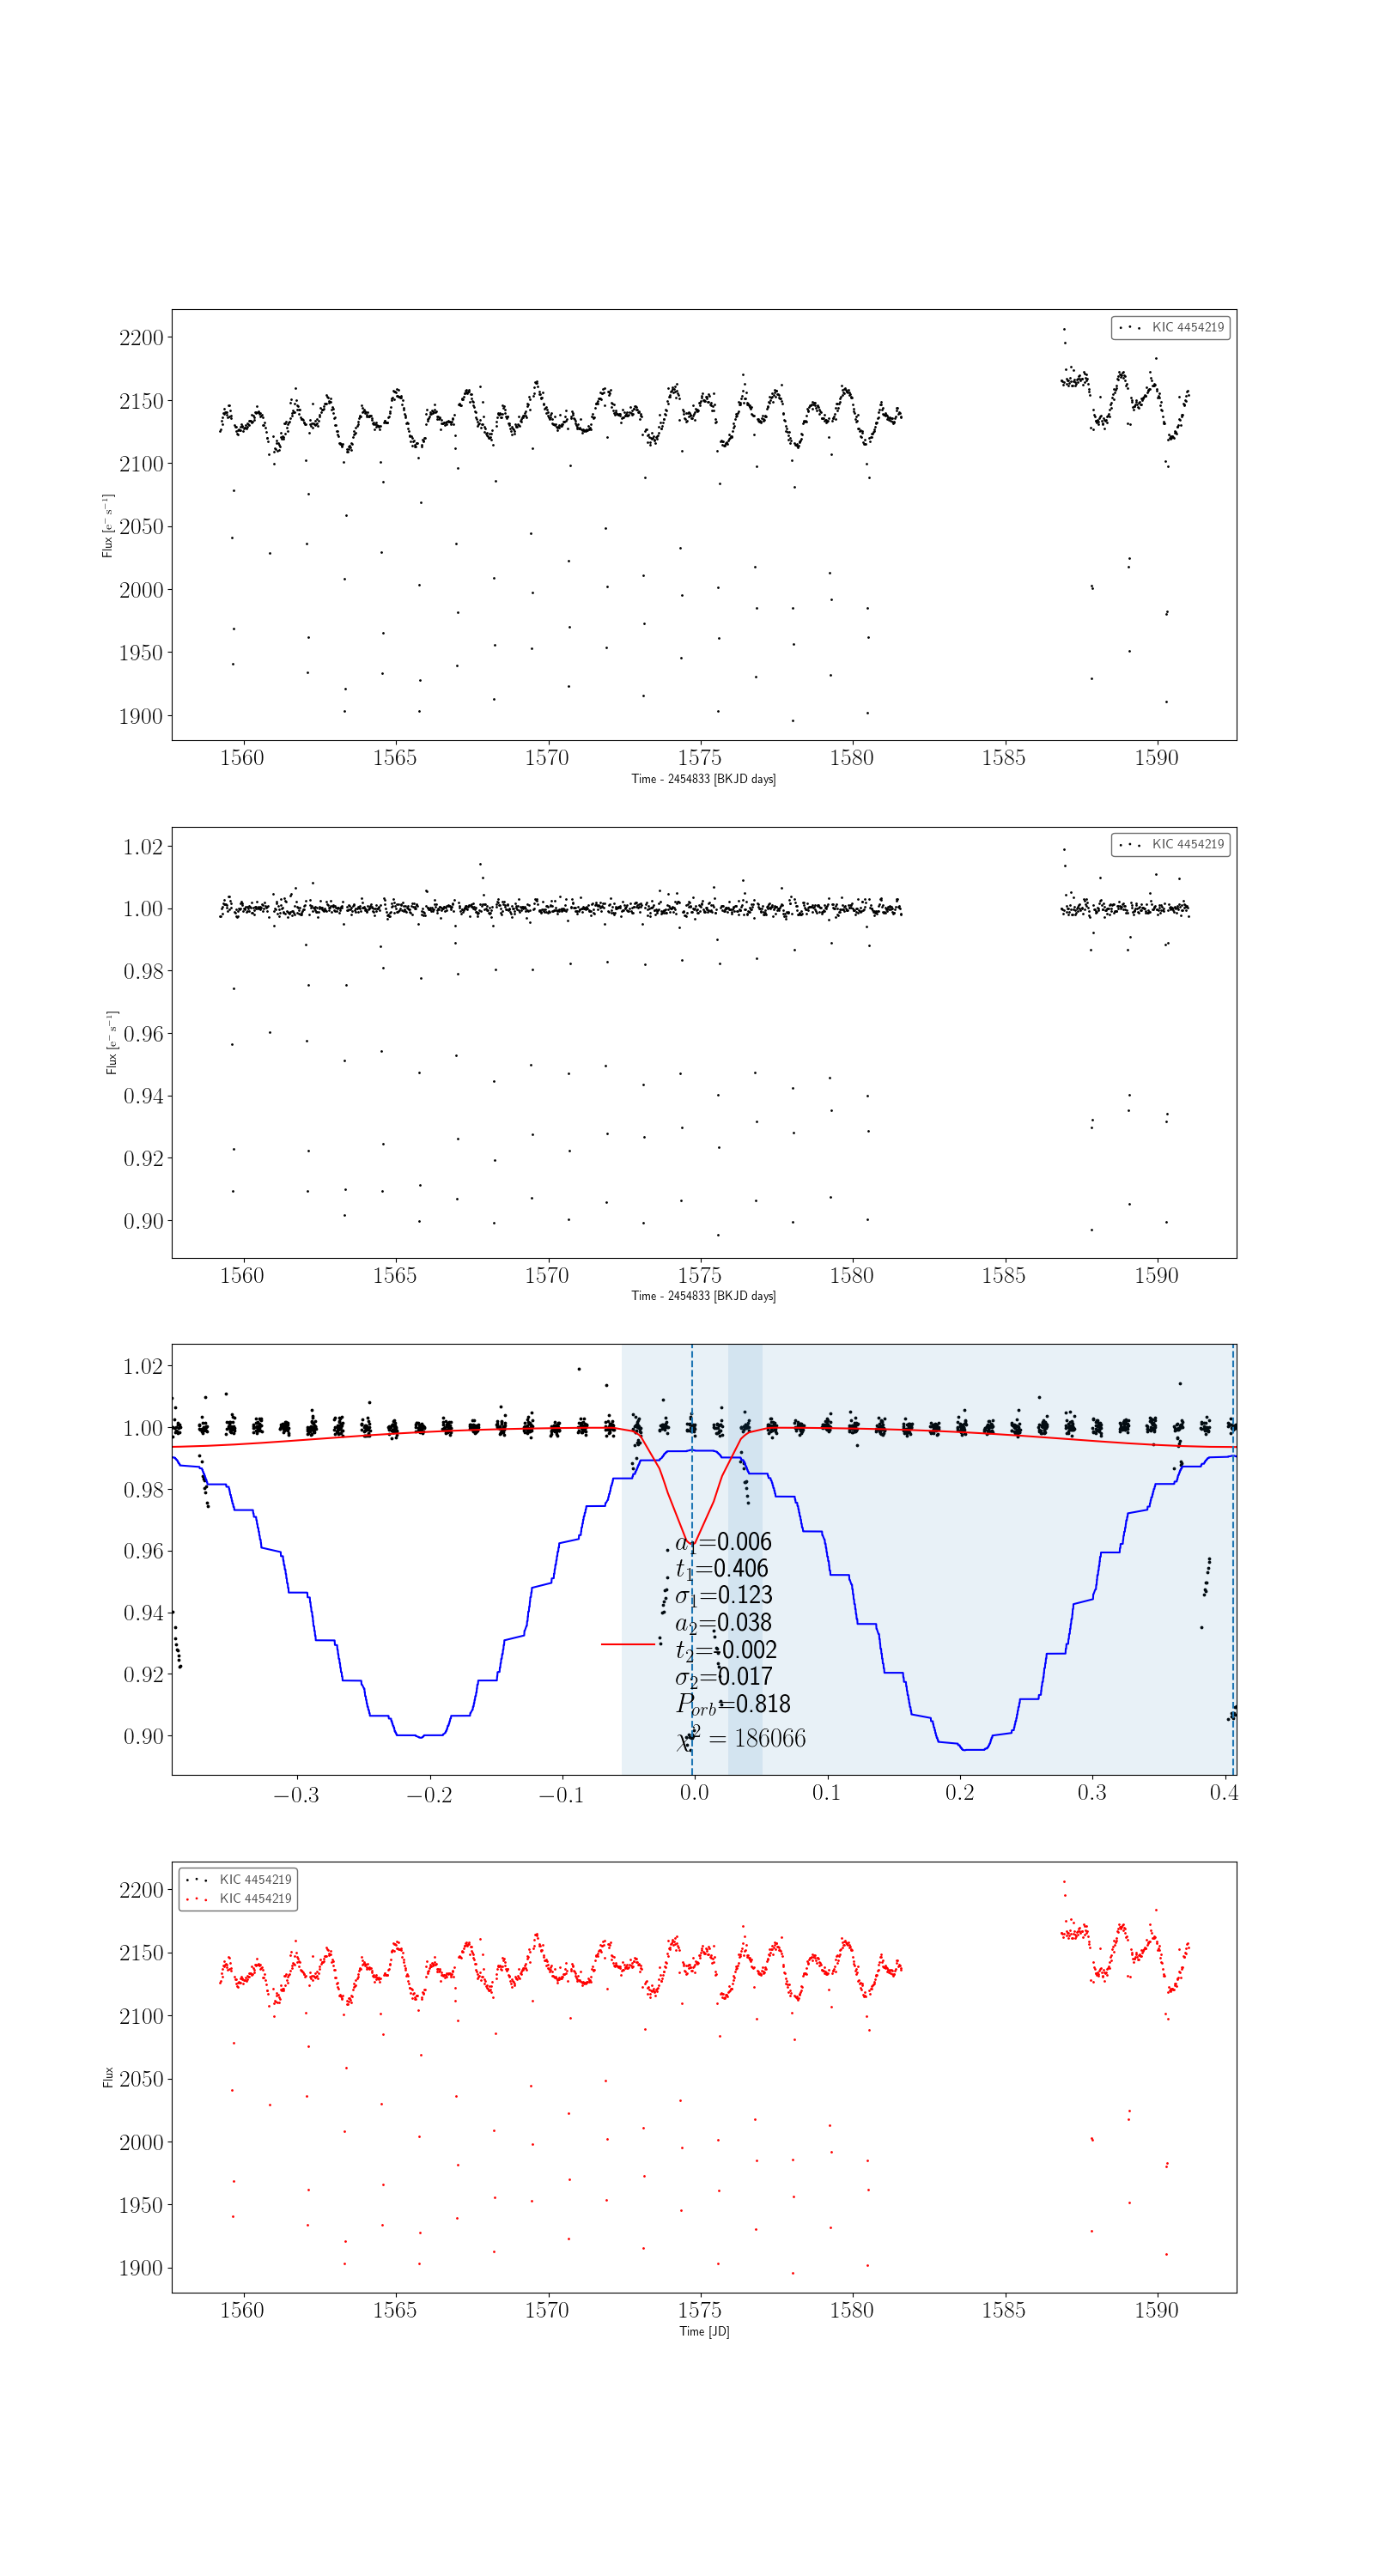 KIC 4454219
2200
2150
2100
2050
2000
1950
1900
Flux [e⁻ s⁻¹]
1560 1565 1570 1575 1580 1585 1590
Time - 2454833 [BKJD days]
KIC 4454219
1.02
1.00
0.98
0.96
0.94
0.92
0.90
Flux [e⁻ s⁻¹]
1560 1565 1570 1575 1580 1585 1590
Time - 2454833 [BKJD days]
1.02
1.00
0.98
0.96
0.94
0.92
0.90
a₁=0.006
t₁=0.406
σ₁=0.123
a₂=0.038
t₂=-0.002
σ₂=0.017
P_orb=0.818
χ² = 186066
−0.3 −0.2 −0.1 0.0 0.1 0.2 0.3 0.4
KIC 4454219
KIC 4454219
2200
2150
2100
2050
2000
1950
1900
Flux
1560 1565 1570 1575 1580 1585 1590
Time [JD]